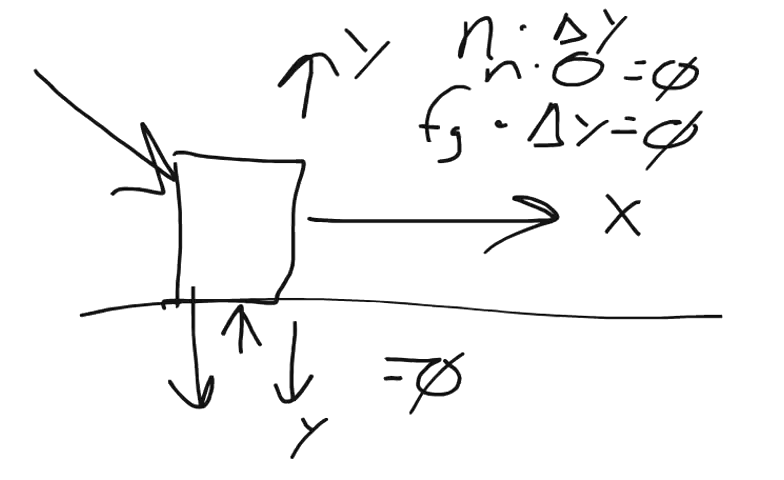 Y
n · ΔY
n · 0 = ∅
fg · ΔY = ∅
X
= ∅
Y